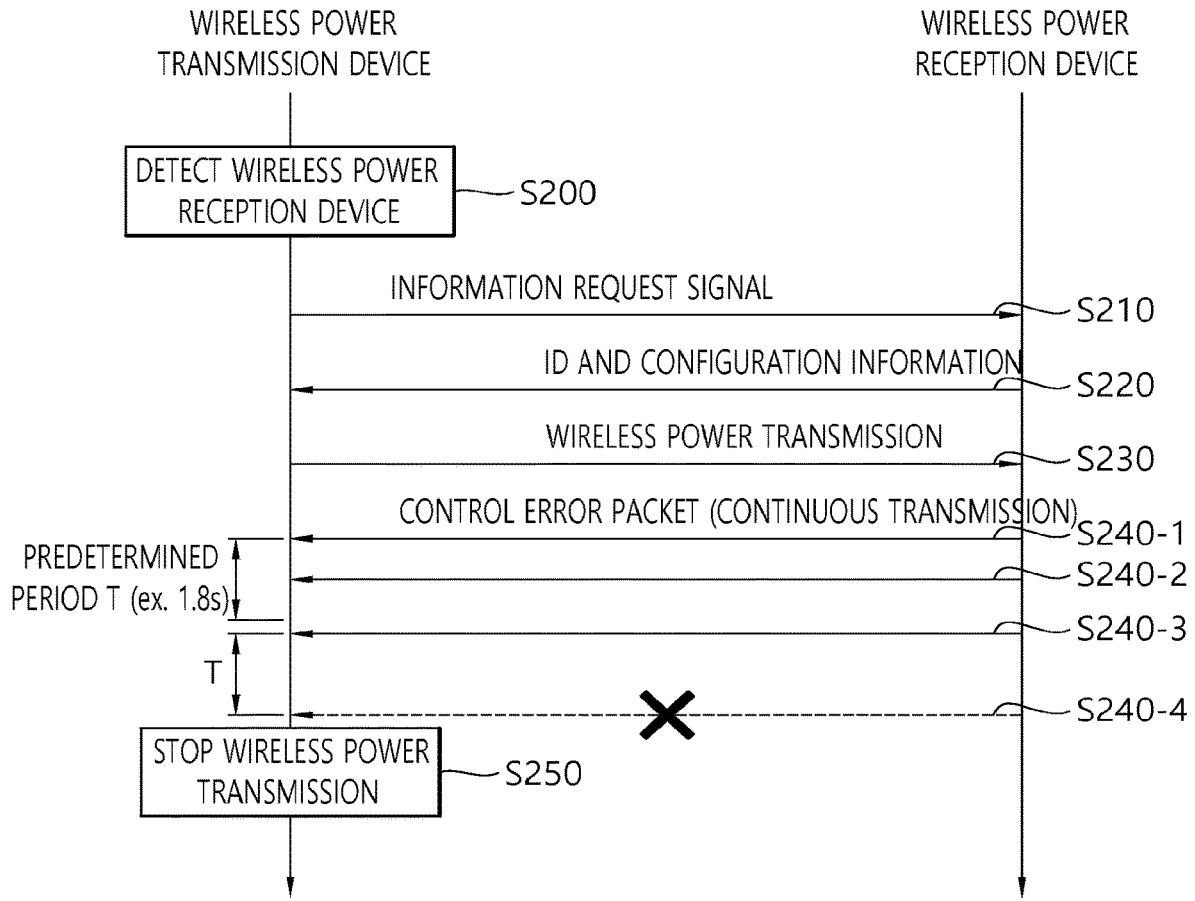 WIRELESS POWER
TRANSMISSION DEVICE
WIRELESS POWER
RECEPTION DEVICE
DETECT WIRELESS POWER
RECEPTION DEVICE
S200
INFORMATION REQUEST SIGNAL
S210
ID AND CONFIGURATION INFORMATION
S220
WIRELESS POWER TRANSMISSION
S230
CONTROL ERROR PACKET (CONTINUOUS TRANSMISSION)
S240-1
PREDETERMINED
PERIOD T (ex. 1.8s)
S240-2
S240-3
T
S240-4
STOP WIRELESS POWER
TRANSMISSION
S250